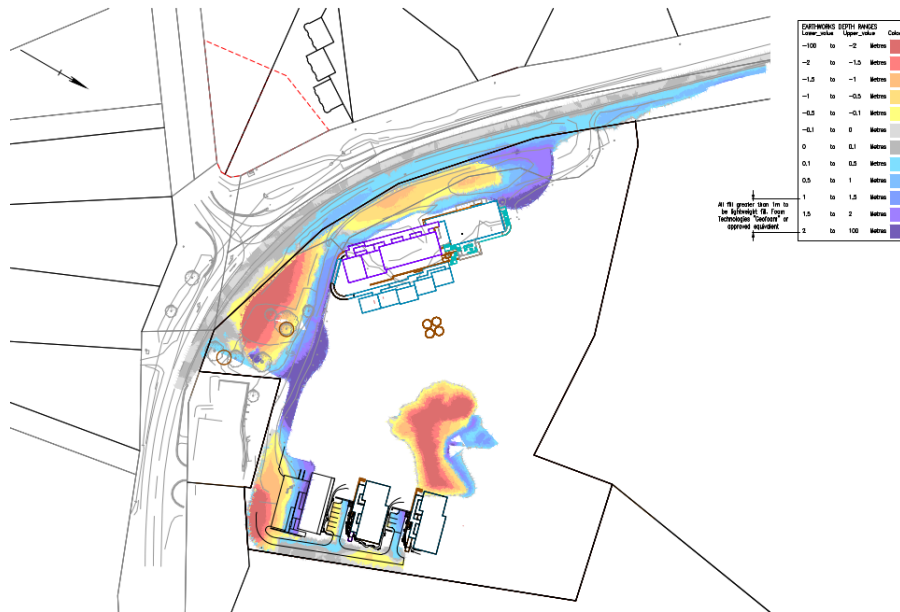 EARTHWORKS DEPTH RANGES
Lower_value Upper_value Colo
-100 to -2 Metres
-2 to -1.5 Metres
-1.5 to -1 Metres
-1 to -0.5 Metres
-0.5 to -0.1 Metres
-0.1 to 0 Metres
0 to 0.1 Metres
0.1 to 0.5 Metres
0.5 to 1 Metres
1 to 1.5 Metres
1.5 to 2 Metres
2 to 100 Metres
All fill greater than 1m to
be lightweight fill. Foam
Technologies "Geofoam" or
approved equivalent